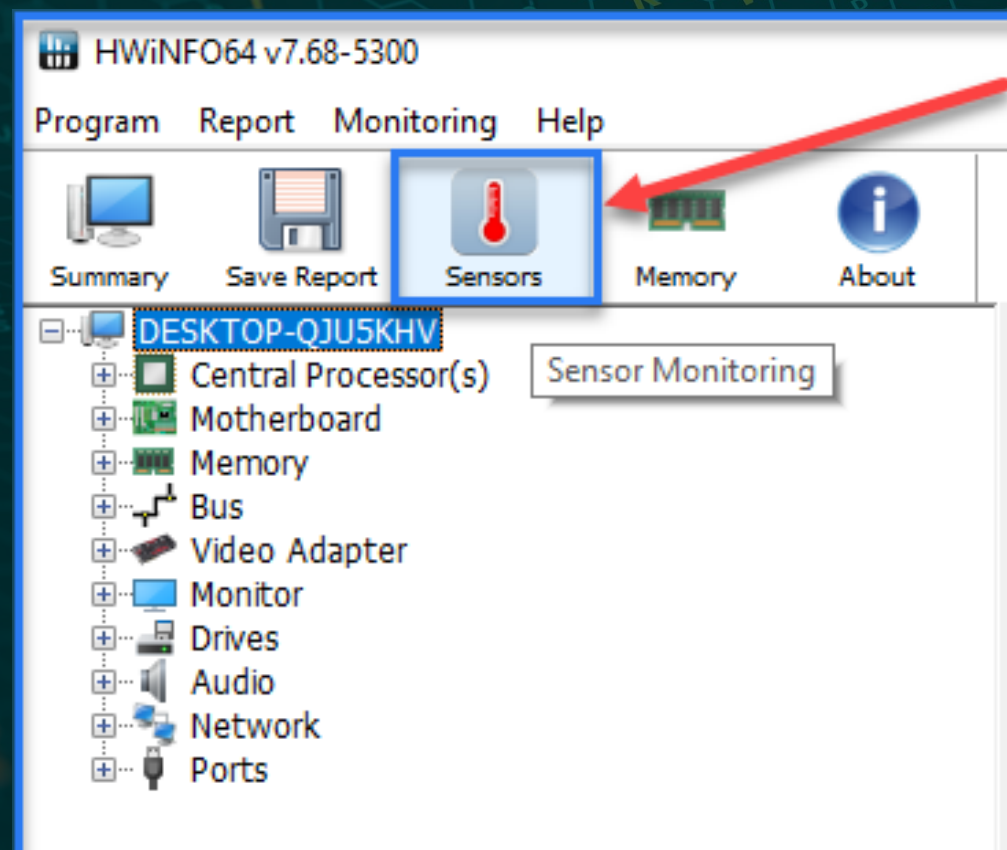 HWiNFO64 v7.68-5300
Program Report Monitoring Help
Summary Save Report Sensors Memory About
DESKTOP-QJU5KHV
Central Processor(s)
Sensor Monitoring
Motherboard
Memory
Bus
Video Adapter
Monitor
Drives
Audio
Network
Ports